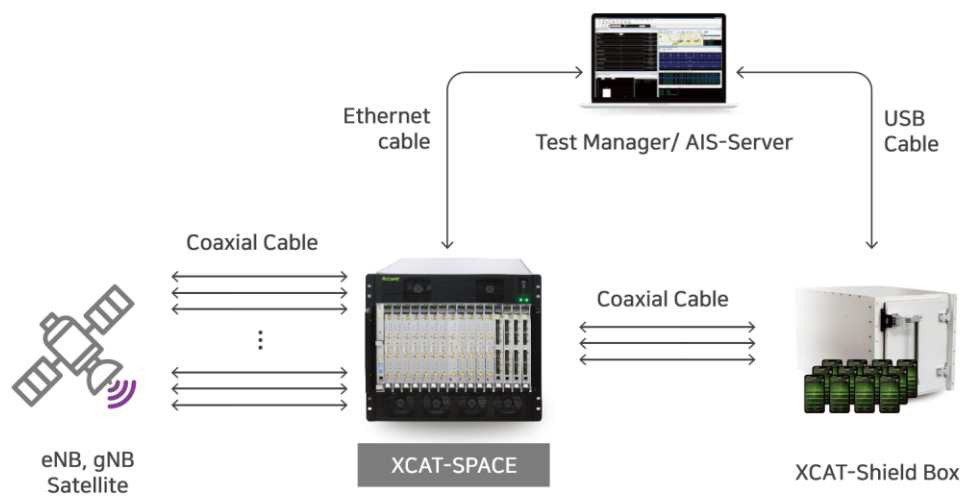 Ethernet
cable
Test Manager/ AIS-Server
USB
Cable
Coaxial Cable
Accuver
Coaxial Cable
eNB, gNB
Satellite
XCAT-SPACE
XCAT-Shield Box